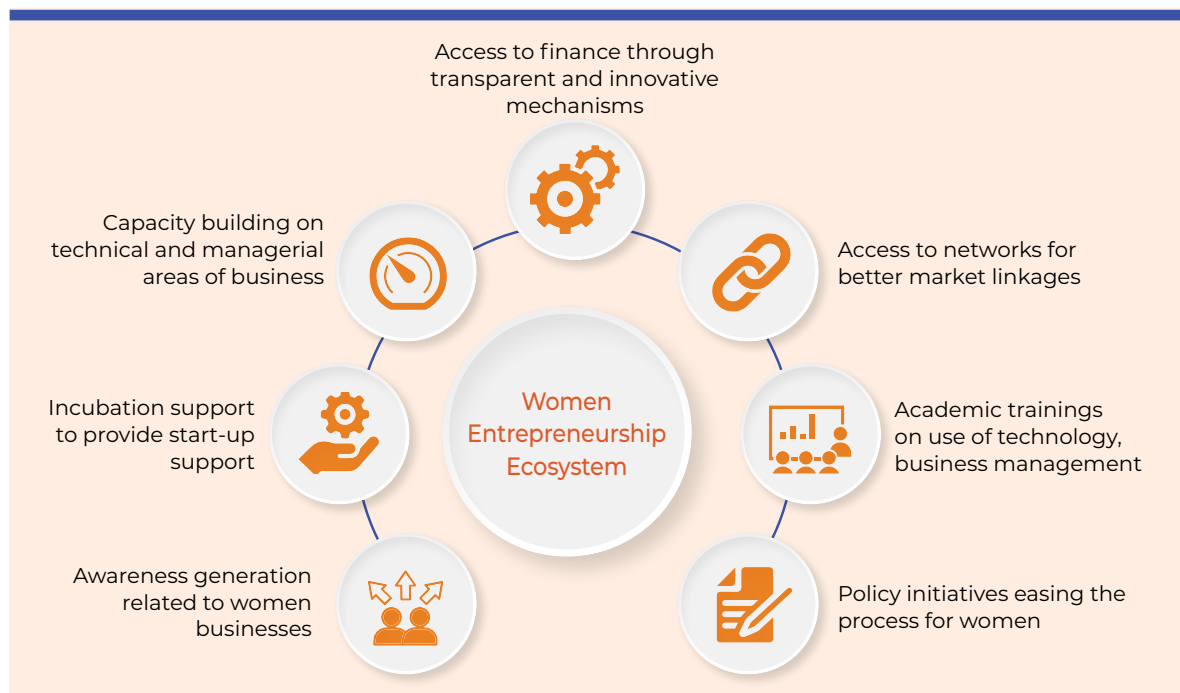 Access to finance through
transparent and innovative
mechanisms
Capacity building on
technical and managerial
areas of business
Access to networks for
better market linkages
Incubation support
to provide start-up
support
Women
Entrepreneurship
Ecosystem
Academic trainings
on use of technology,
business management
Awareness generation
related to women
businesses
Policy initiatives easing the
process for women